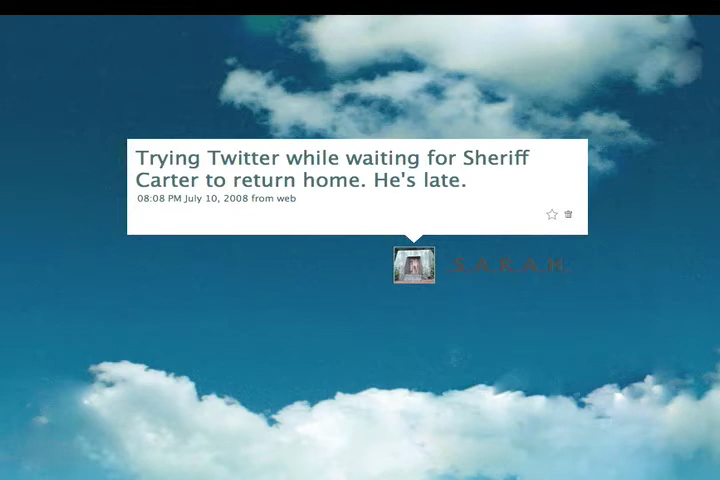 Trying Twitter while waiting for Sheriff
Carter to return home. He's late.
08:08 PM July 10, 2008 from web
S.A.R.A.H.